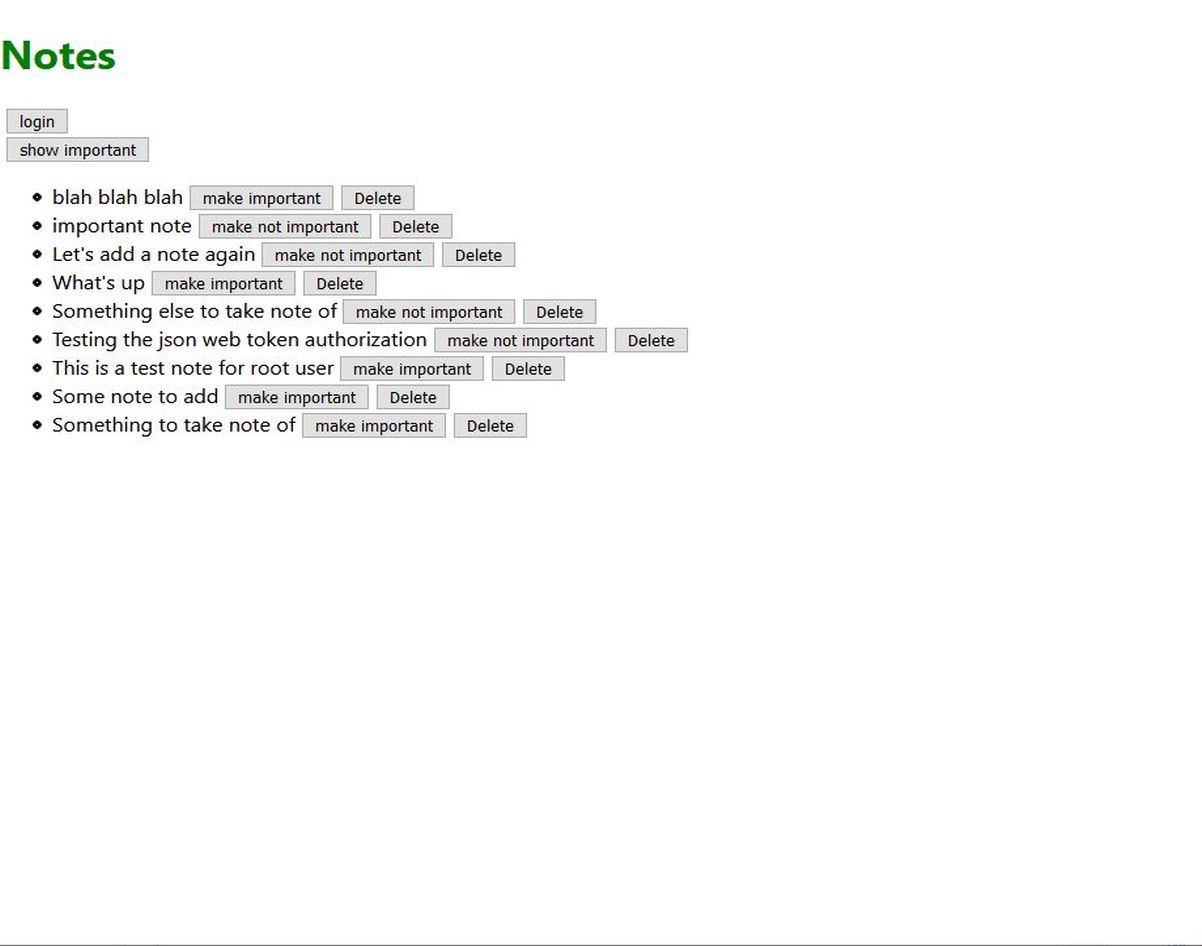 Notes
login
show important
blah blah blah make important Delete
important note make not important Delete
Let's add a note again make not important Delete
What's up make important Delete
Something else to take note of make not important Delete
Testing the json web token authorization make not important Delete
This is a test note for root user make important Delete
Some note to add make important Delete
Something to take note of make important Delete